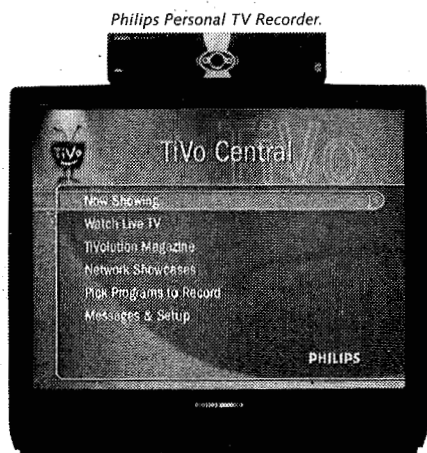 Philips Personal TV Recorder.
TiVo
TiVo Central
Now Showing
Watch Live TV
TiVolution Magazine
Network Showcases
Pick Programs to Record
Messages & Setup
PHILIPS